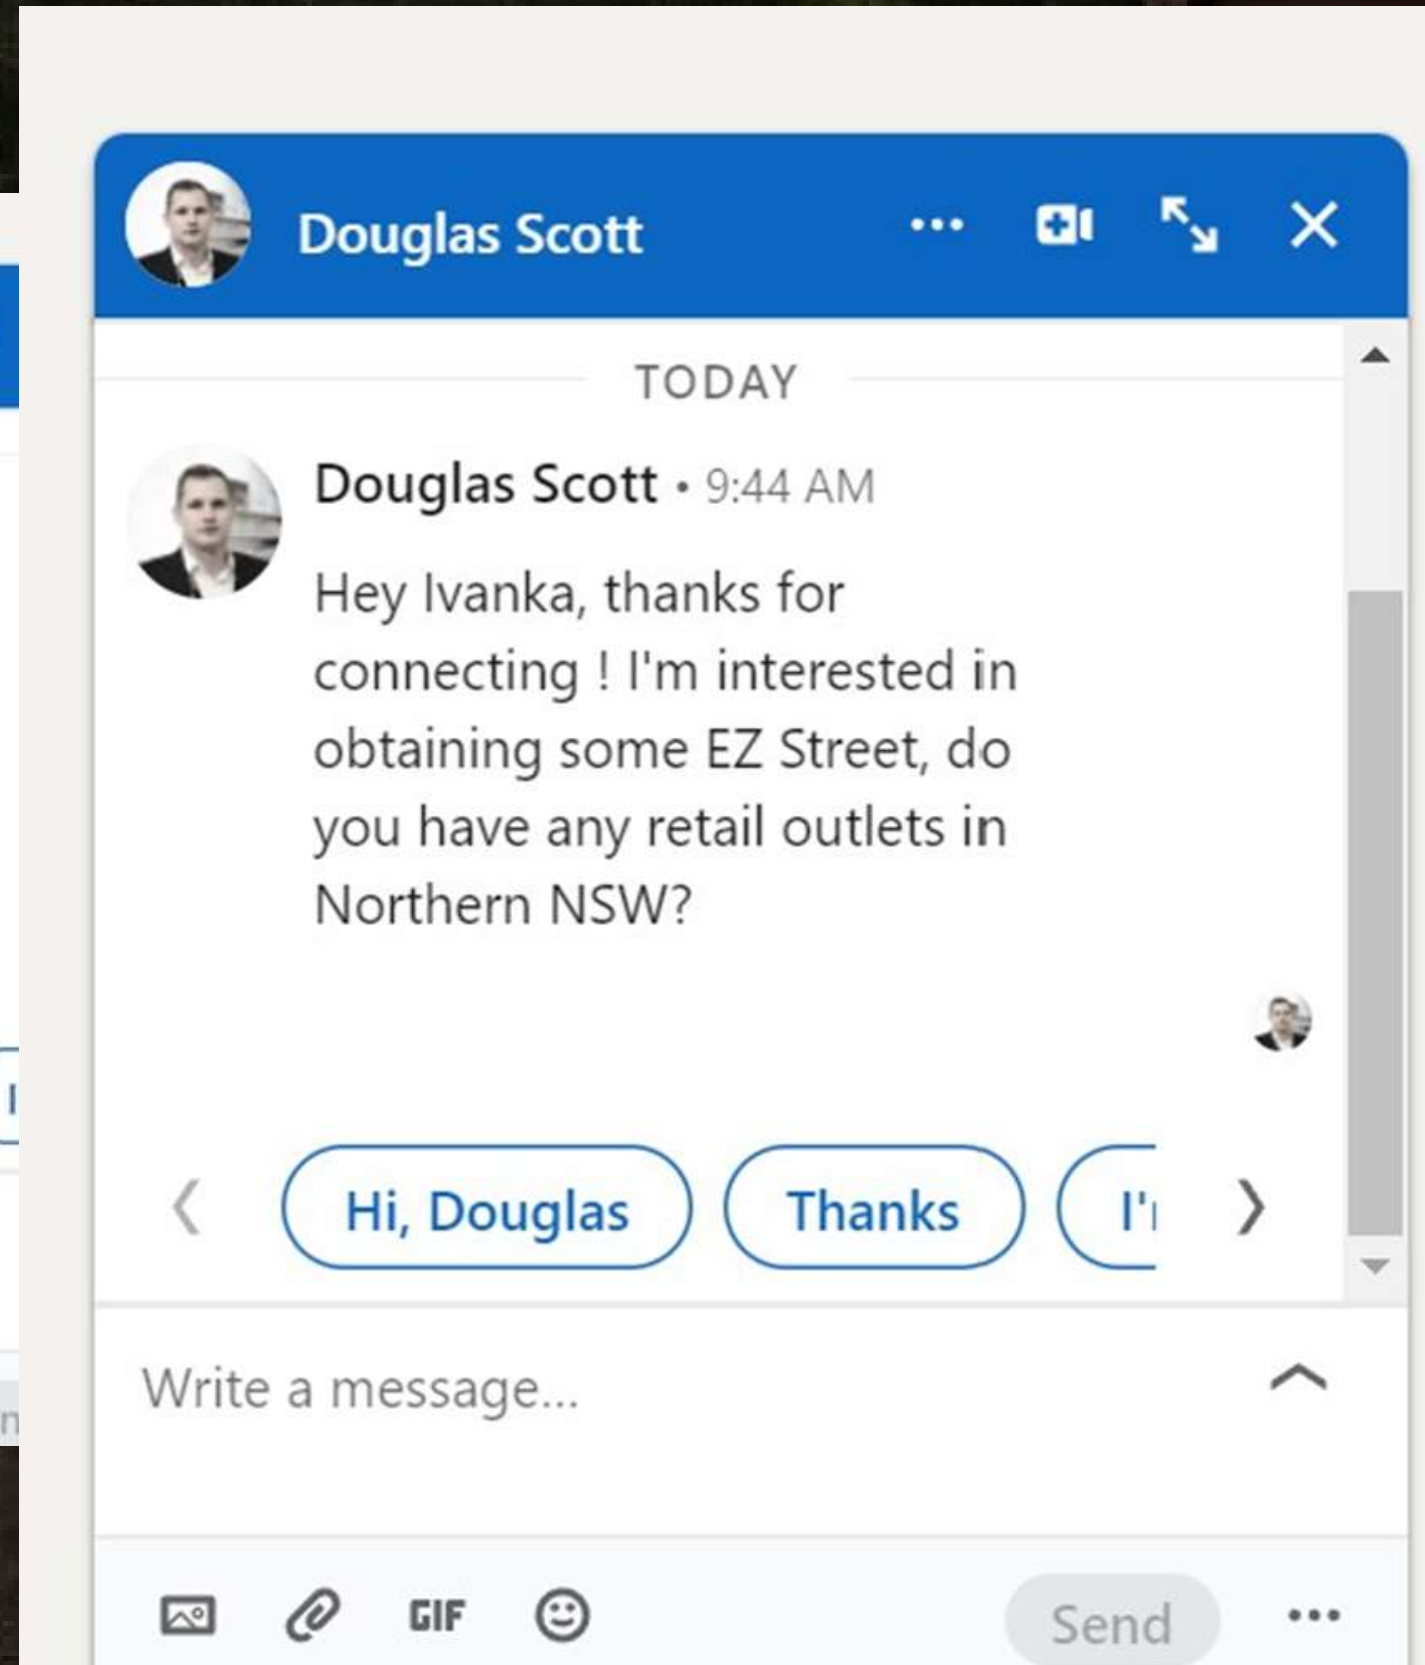 Douglas Scott
TODAY
Douglas Scott • 9:44 AM
Hey Ivanka, thanks for
connecting ! I'm interested in
obtaining some EZ Street, do
you have any retail outlets in
Northern NSW?
Hi, Douglas
Thanks
Write a message...
GIF
Send